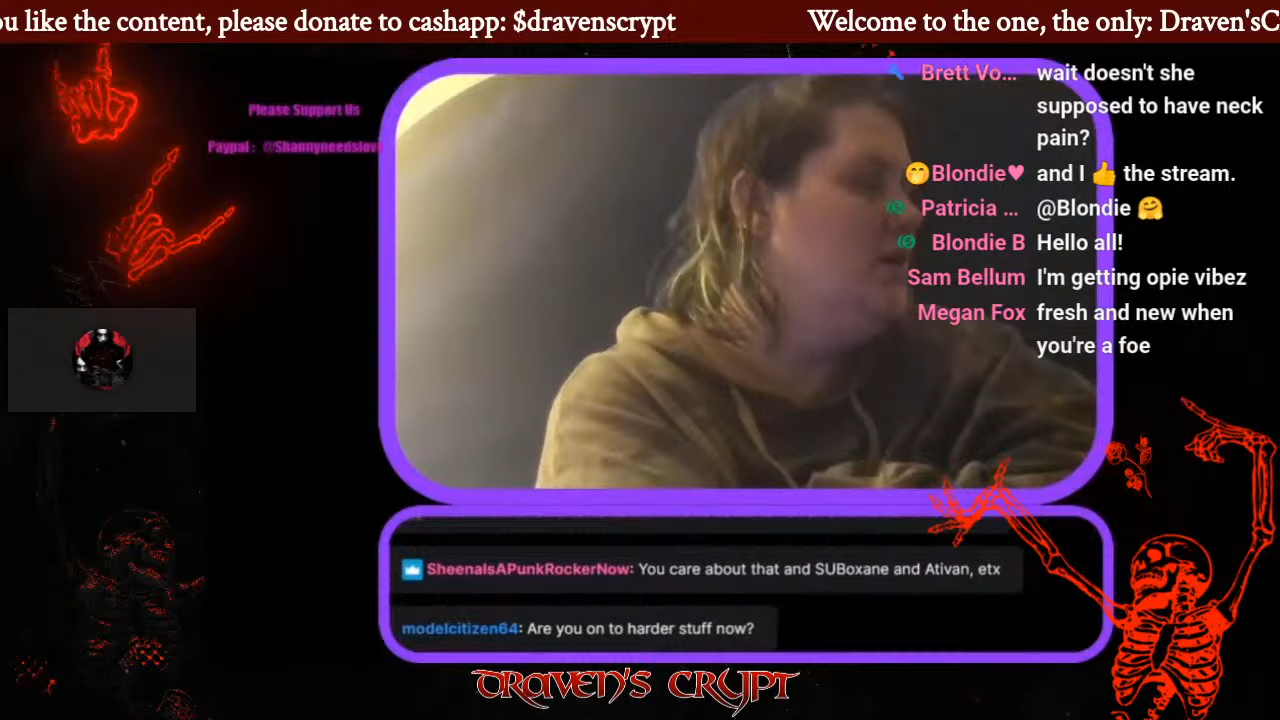 ou like the content, please donate to cashapp: $dravenscrypt Welcome to the one, the only: Draven'sC
Please Support Us
Paypal : @Shannyneedslove
Brett Vo... wait doesn't she
supposed to have neck
pain?
🤭Blondie♥ and I 👍 the stream.
Patricia ... @Blondie 🤗
Blondie B Hello all!
Sam Bellum I'm getting opie vibez
Megan Fox fresh and new when
you're a foe
SheenaIsAPunkRockerNow: You care about that and SUBoxane and Ativan, etx
modelcitizen64: Are you on to harder stuff now?
DRAVEN'S CRYPT